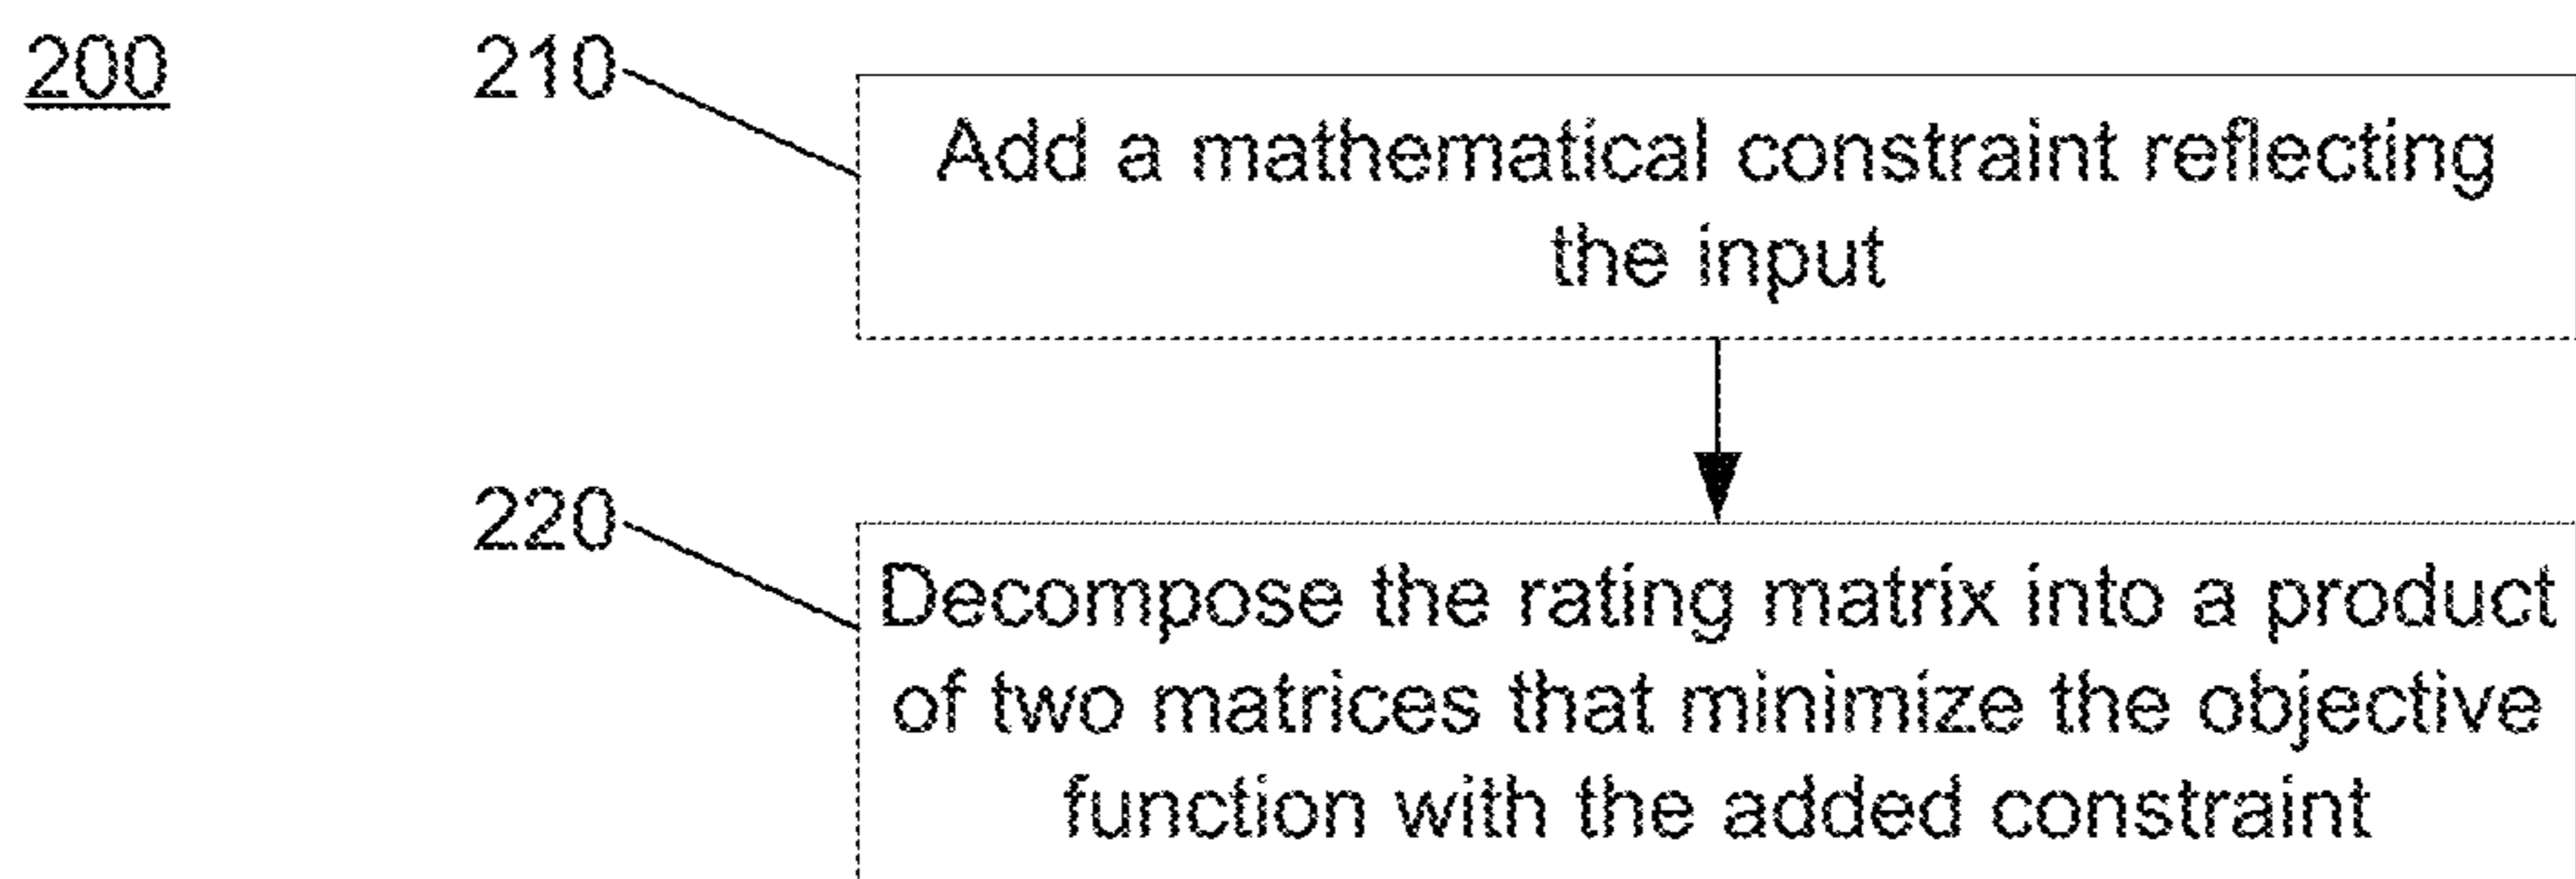 200
210
Add a mathematical constraint reflecting
the input
220
Decompose the rating matrix into a product
of two matrices that minimize the objective
function with the added constraint